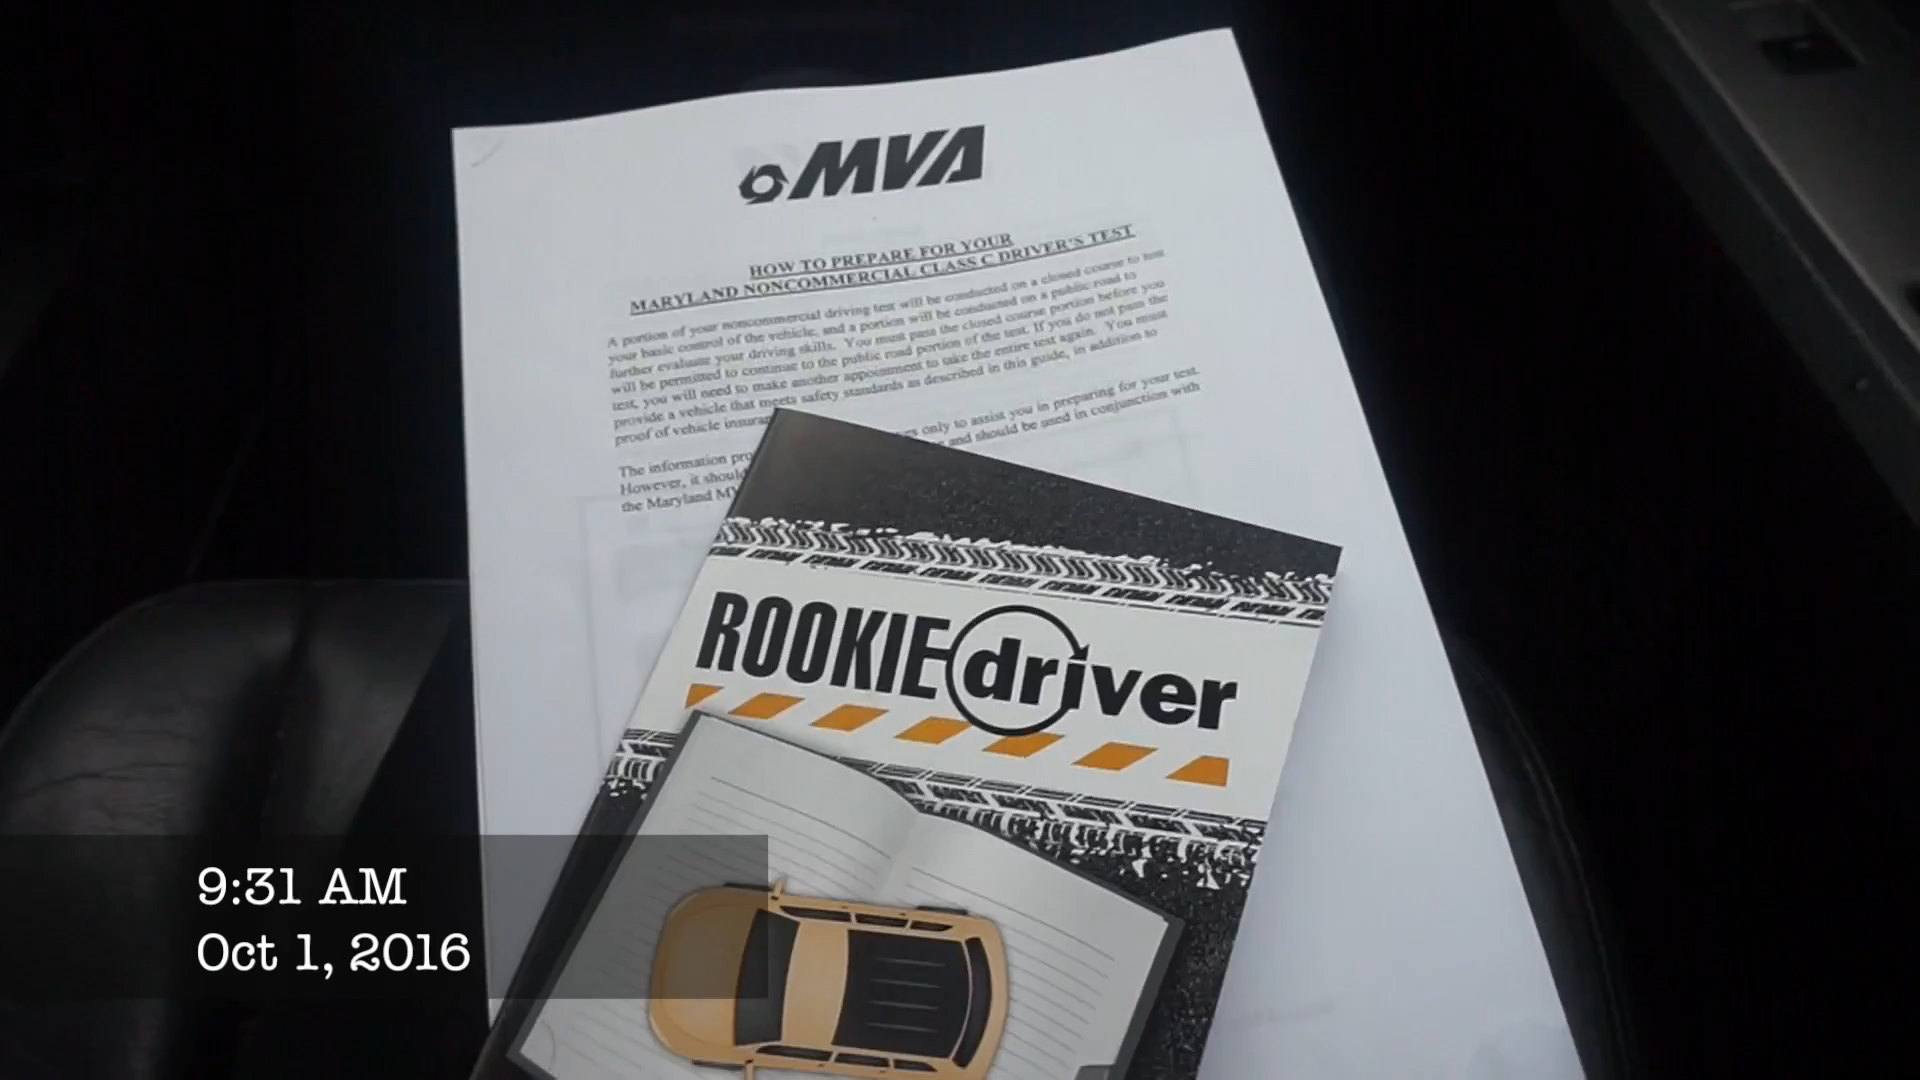 MVA
HOW TO PREPARE FOR YOUR
MARYLAND NONCOMMERCIAL CLASS C DRIVER'S TEST
A portion of your noncommercial driving test will be conducted on a closed course to test
your basic control of the vehicle, and a portion will be conducted on a public road to
further evaluate your driving skills. You must pass the closed course portion before you
will be permitted to continue to the public road portion of the test. If you do not pass the
test, you will need to make another appointment to take the entire test again. You must
provide a vehicle that meets safety standards as described in this guide, in addition to
proof of vehicle insuran
The information pro es only to assist you in preparing for your test.
However, it should and should be used in conjunction with
the Maryland MV
ROOKIE driver
9:31 AM
Oct 1, 2016